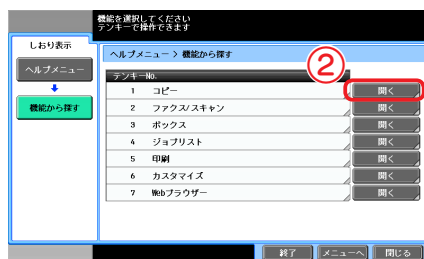 機能を選択してください
テンキーで操作できます
しおり表示
ヘルプメニュー
機能から探す
ヘルプメニュー > 機能から探す
テンキーNo.
②
1 コピー 開く
2 ファクス/スキャン 開く
3 ボックス 開く
4 ジョブリスト 開く
5 印刷 開く
6 カスタマイズ 開く
7 Webブラウザー 開く
終了 メニューへ 閉じる